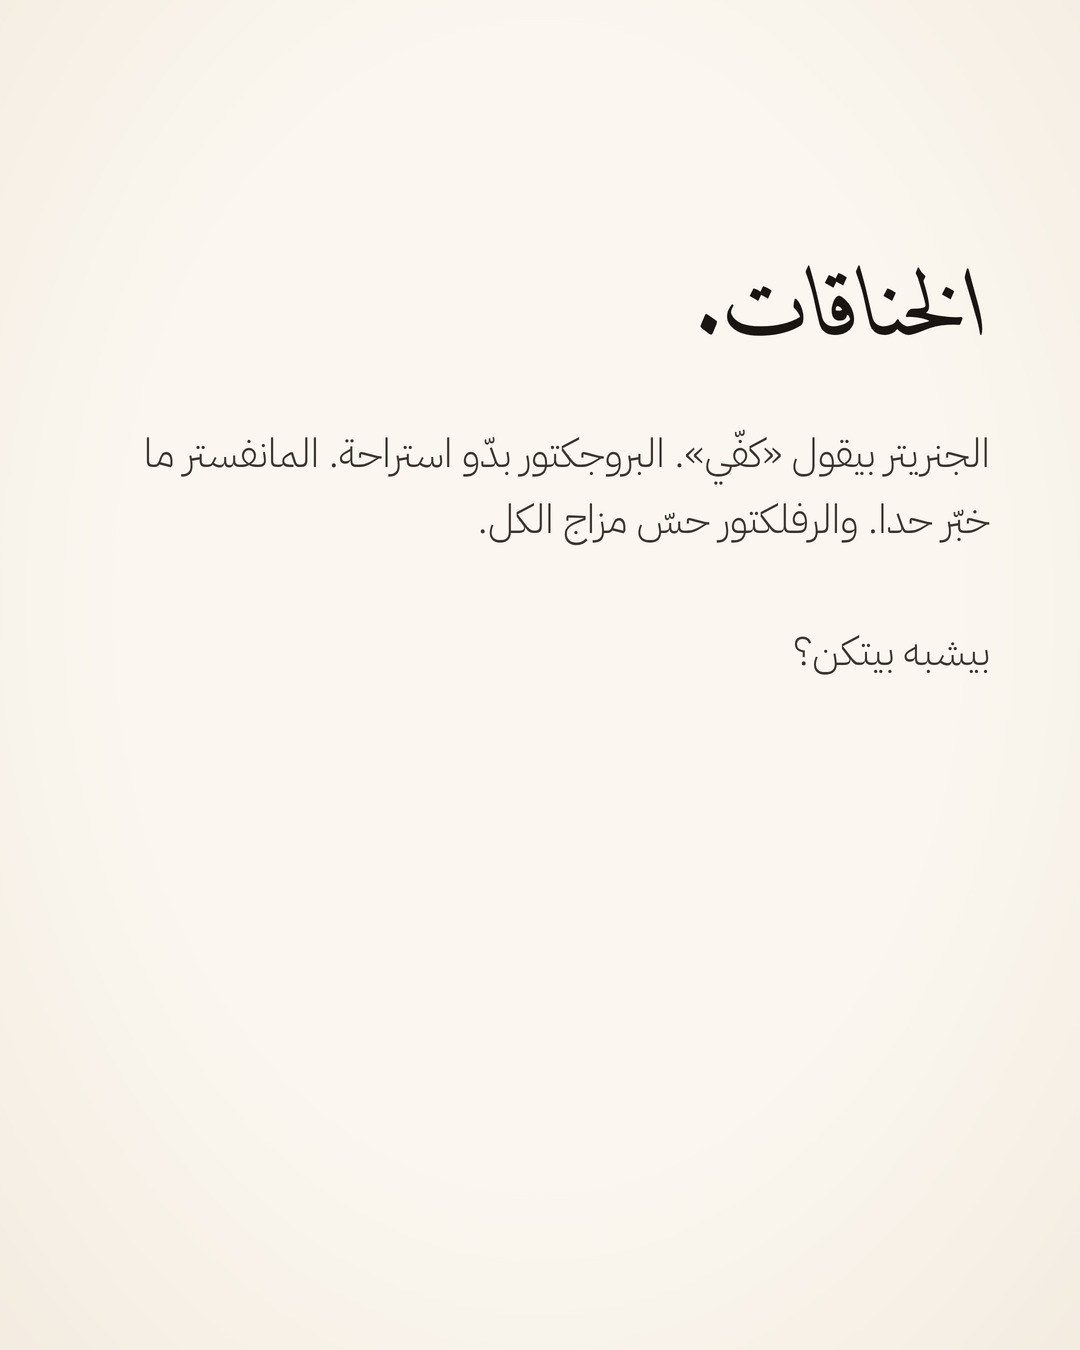 الخناقات.
الجنريتر بيقول «كفّي». البروجكتور بدّو استراحة. المانفستر ما
خبّر حدا. والرفلكتور حسّ مزاج الكل.
بيشبه بيتكن؟